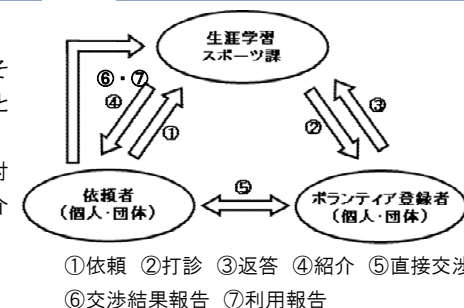 生涯学習
スポーツ課
そ
と
⑥・⑦
④
①
②
③
依頼者
(個人・団体)
⑤
ボランティア登録者
(個人・団体)
介
①依頼 ②打診 ③返答 ④紹介 ⑤直接交渉
⑥交渉結果報告 ⑦利用報告